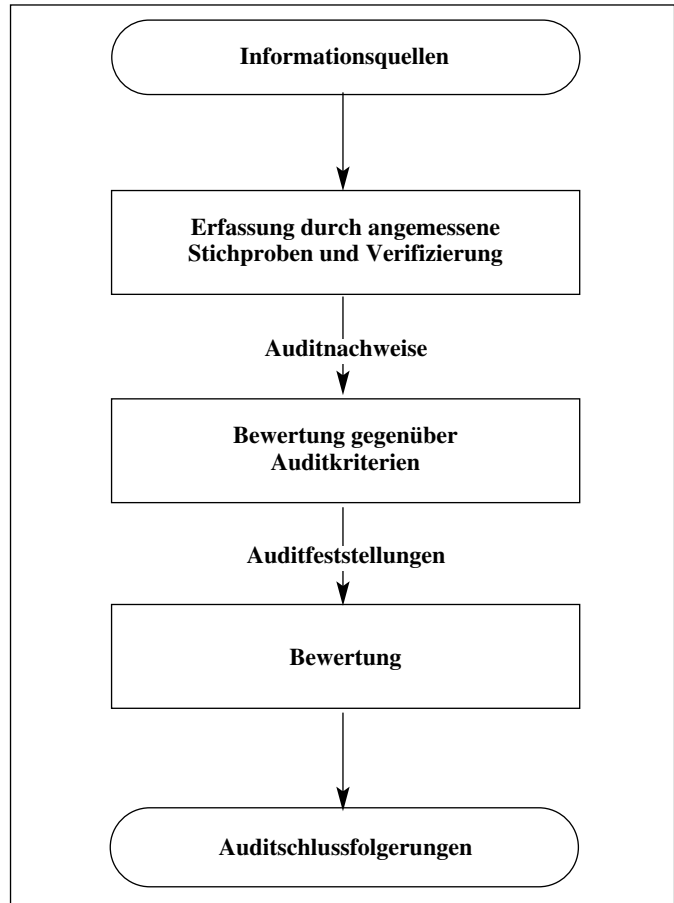 Informationsquellen
Erfassung durch angemessene
Stichproben und Verifizierung
Auditnachweise
Bewertung gegenüber
Auditkriterien
Auditfeststellungen
Bewertung
Auditschlussfolgerungen